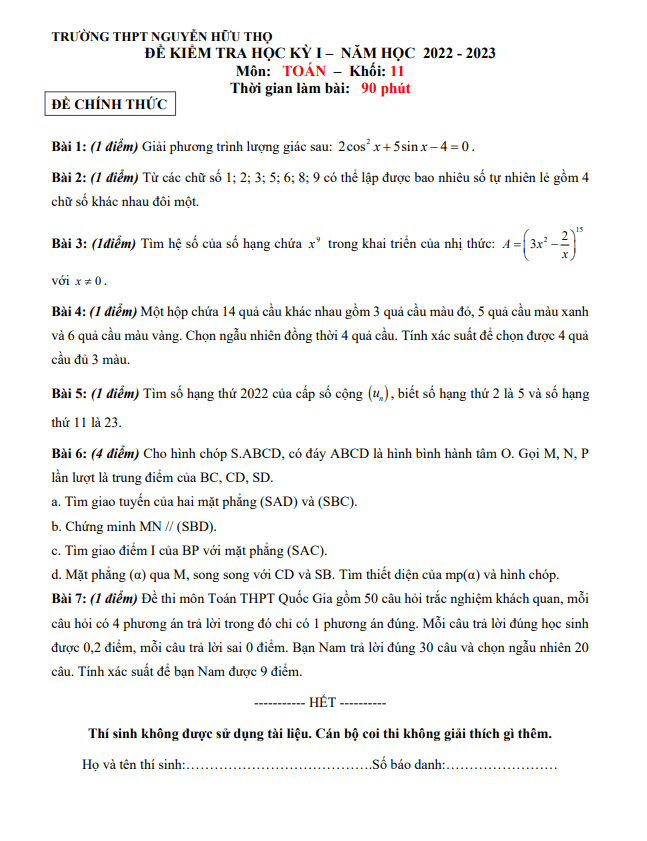 TRƯỜNG THPT NGUYỄN HỮU THỌ
ĐỀ KIỂM TRA HỌC KỲ I – NĂM HỌC 2022 - 2023
Môn: TOÁN – Khối: 11
Thời gian làm bài: 90 phút
ĐỀ CHÍNH THỨC
Bài 1: (1 điểm) Giải phương trình lượng giác sau: 2cos² x + 5sin x − 4 = 0 .
Bài 2: (1 điểm) Từ các chữ số 1; 2; 3; 5; 6; 8; 9 có thể lập được bao nhiêu số tự nhiên lẻ gồm 4
chữ số khác nhau đôi một.
Bài 3: (1điểm) Tìm hệ số của số hạng chứa x⁹ trong khai triển của nhị thức: A = (3x² − 2/x)¹⁵
với x ≠ 0 .
Bài 4: (1 điểm) Một hộp chứa 14 quả cầu khác nhau gồm 3 quả cầu màu đỏ, 5 quả cầu màu xanh
và 6 quả cầu màu vàng. Chọn ngẫu nhiên đồng thời 4 quả cầu. Tính xác suất để chọn được 4 quả
cầu đủ 3 màu.
Bài 5: (1 điểm) Tìm số hạng thứ 2022 của cấp số cộng (uₙ), biết số hạng thứ 2 là 5 và số hạng
thứ 11 là 23.
Bài 6: (4 điểm) Cho hình chóp S.ABCD, có đáy ABCD là hình bình hành tâm O. Gọi M, N, P
lần lượt là trung điểm của BC, CD, SD.
a. Tìm giao tuyến của hai mặt phẳng (SAD) và (SBC).
b. Chứng minh MN // (SBD).
c. Tìm giao điểm I của BP với mặt phẳng (SAC).
d. Mặt phẳng (α) qua M, song song với CD và SB. Tìm thiết diện của mp(α) và hình chóp.
Bài 7: (1 điểm) Đề thi môn Toán THPT Quốc Gia gồm 50 câu hỏi trắc nghiệm khách quan, mỗi
câu hỏi có 4 phương án trả lời trong đó chỉ có 1 phương án đúng. Mỗi câu trả lời đúng học sinh
được 0,2 điểm, mỗi câu trả lời sai 0 điểm. Bạn Nam trả lời đúng 30 câu và chọn ngẫu nhiên 20
câu. Tính xác suất để bạn Nam được 9 điểm.
----------- HẾT ----------
Thí sinh không được sử dụng tài liệu. Cán bộ coi thi không giải thích gì thêm.
Họ và tên thí sinh:………………………………….Số báo danh:……………………